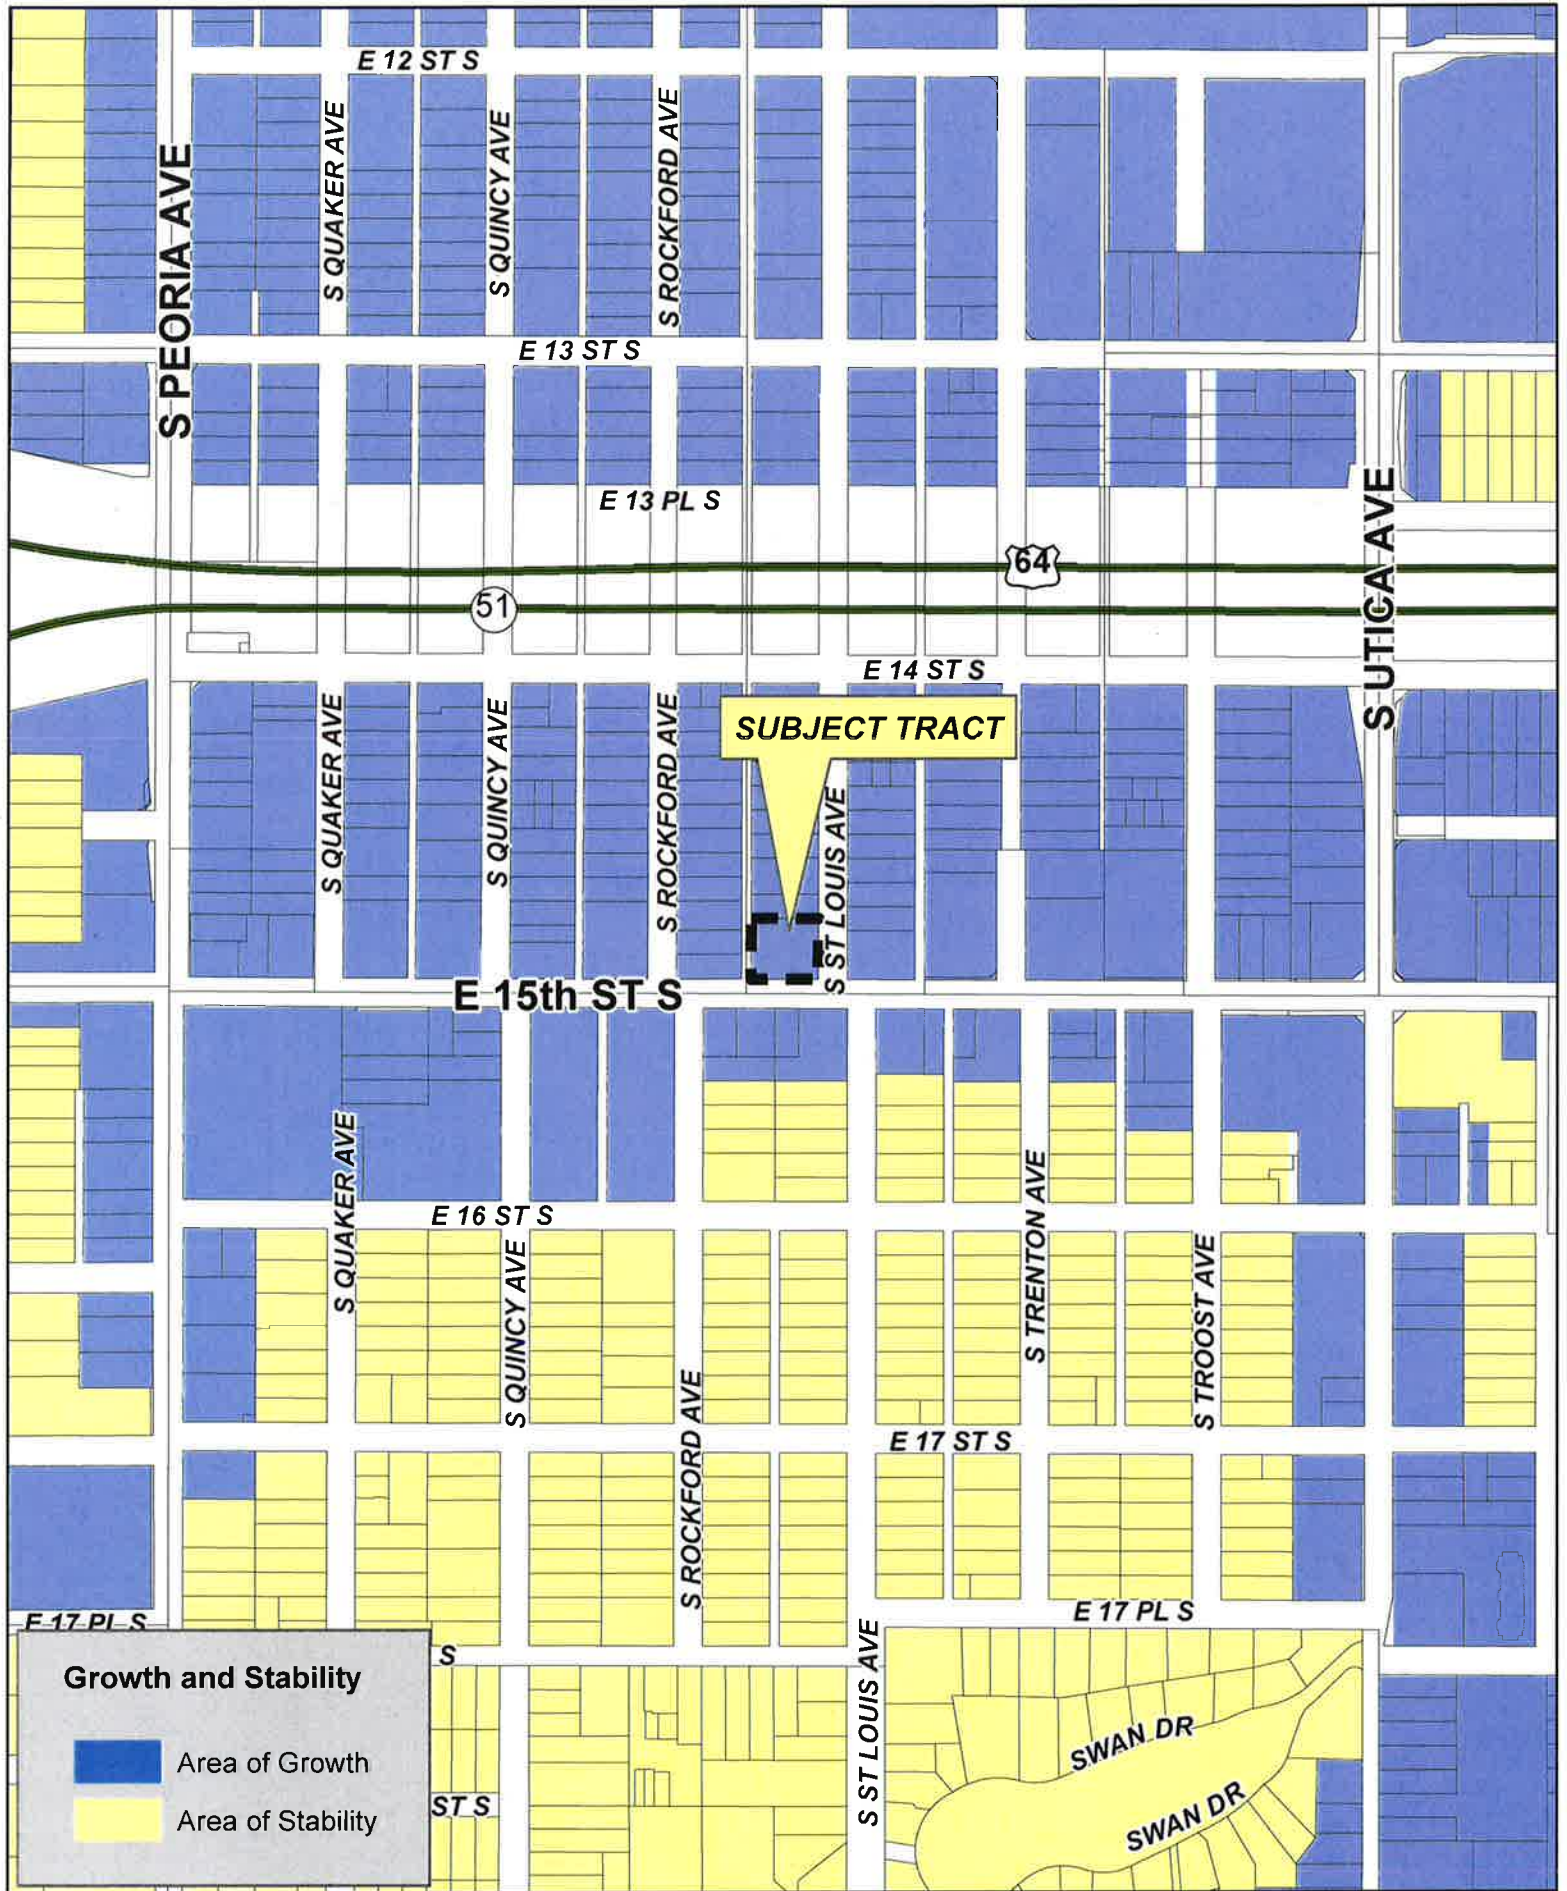 E 12 ST S
S PEORIA AVE
S QUAKER AVE
S QUINCY AVE
S ROCKFORD AVE
E 13 ST S
E 13 PL S
64
51
S UTICA AVE
E 14 ST S
SUBJECT TRACT
S QUAKER AVE
S QUINCY AVE
S ROCKFORD AVE
S ST LOUIS AVE
E 15th ST S
S QUAKER AVE
E 16 ST S
S QUINCY AVE
S TRENTON AVE
S TROOST AVE
S ROCKFORD AVE
E 17 ST S
E 17 PL S
E 17 PL S
S
S ST LOUIS AVE
SWAN DR
SWAN DR
ST S
Growth and Stability
Area of Growth
Area of Stability